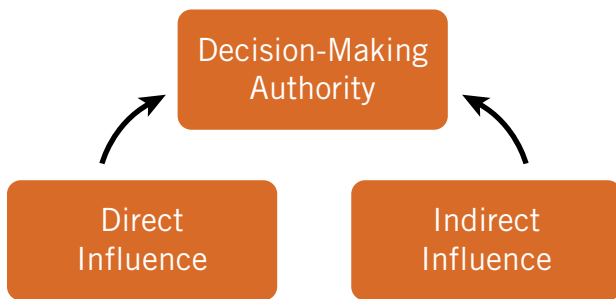 Decision-Making
Authority
Direct
Influence
Indirect
Influence